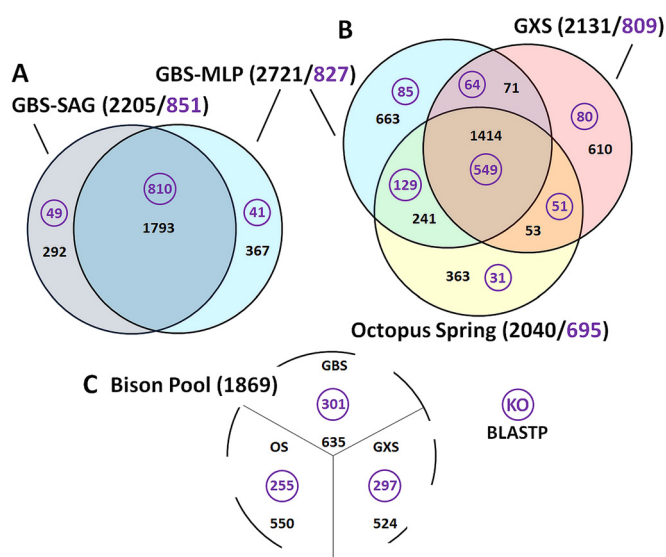 A
GBS-SAG (2205/851)
GBS-MLP (2721/827)
49
292
810
1793
41
367
B
GXS (2131/809)
85
663
64
71
80
610
1414
549
129
241
51
53
363
31
Octopus Spring (2040/695)
C Bison Pool (1869)
GBS
301
635
OS
255
550
GXS
297
524
KO
BLASTP